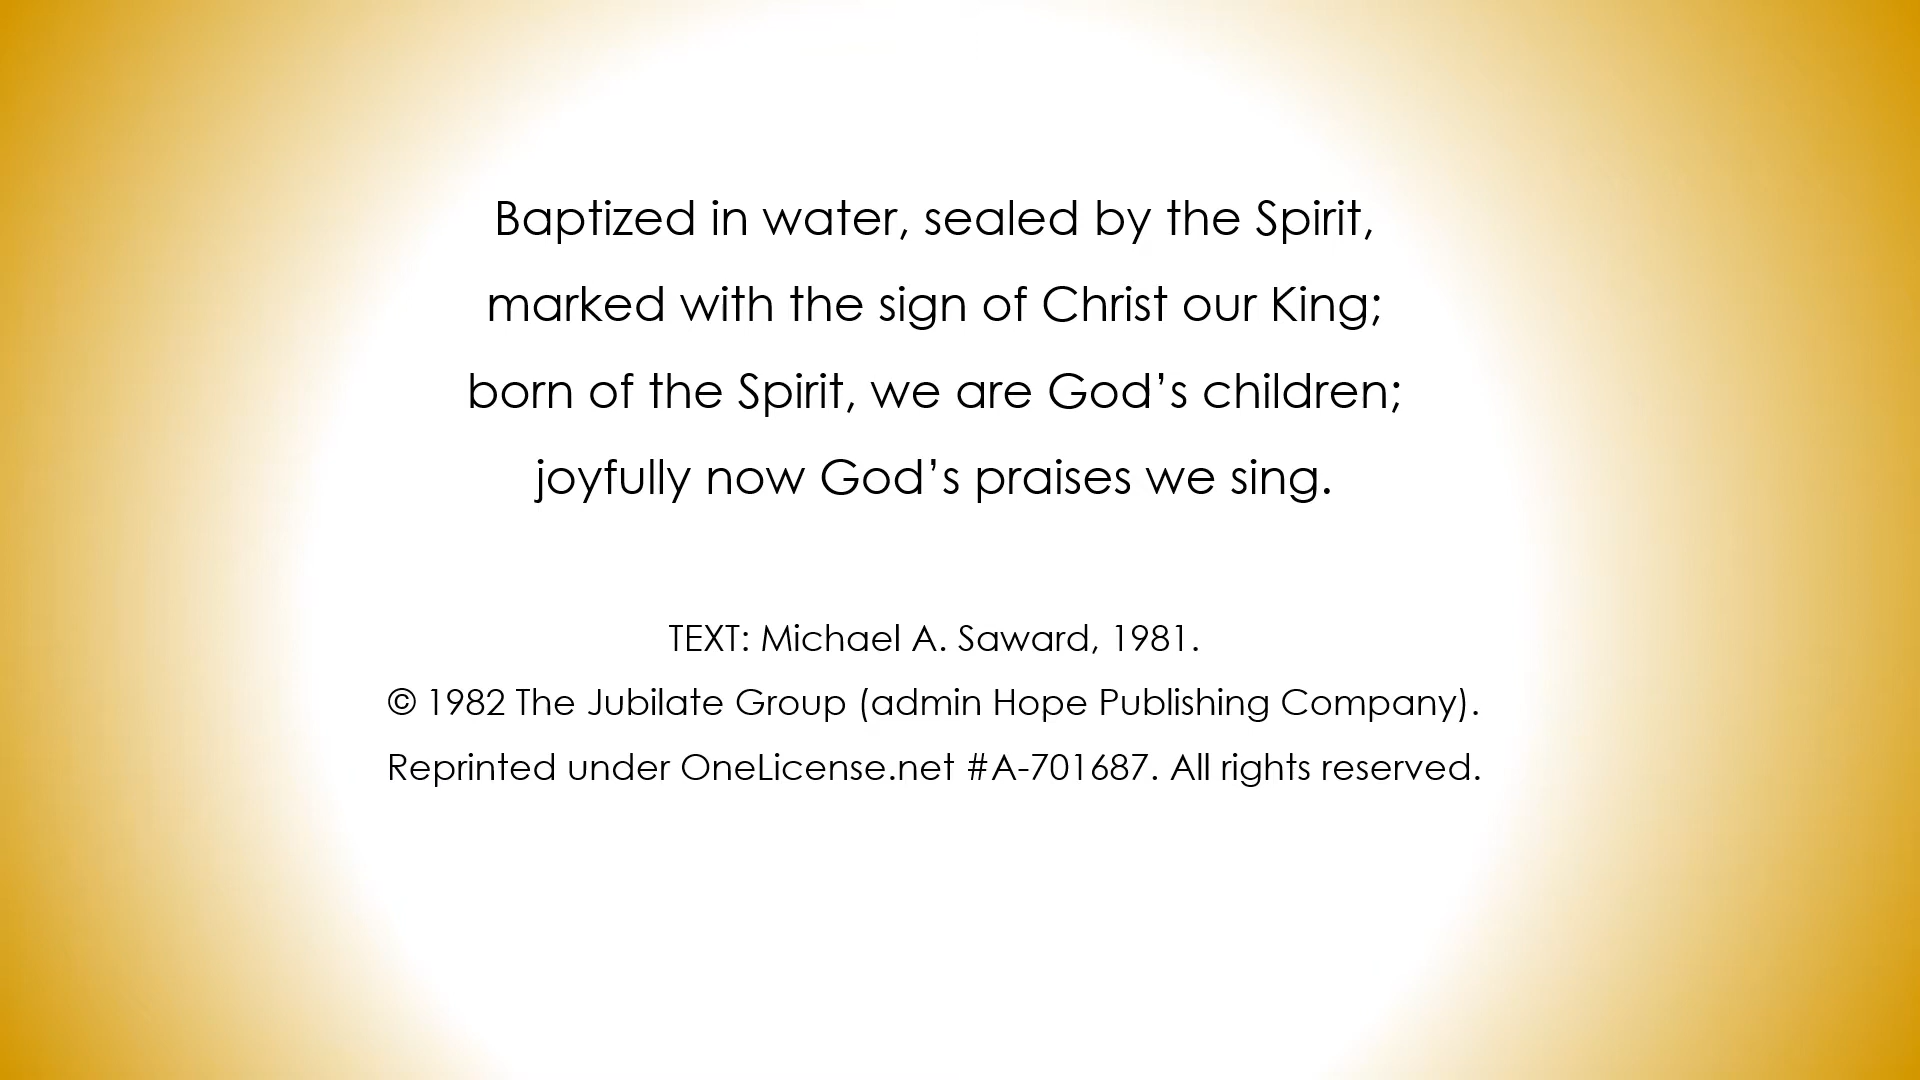 Baptized in water, sealed by the Spirit,
marked with the sign of Christ our King;
born of the Spirit, we are God’s children;
joyfully now God’s praises we sing.
TEXT: Michael A. Saward, 1981.
© 1982 The Jubilate Group (admin Hope Publishing Company).
Reprinted under OneLicense.net #A-701687. All rights reserved.